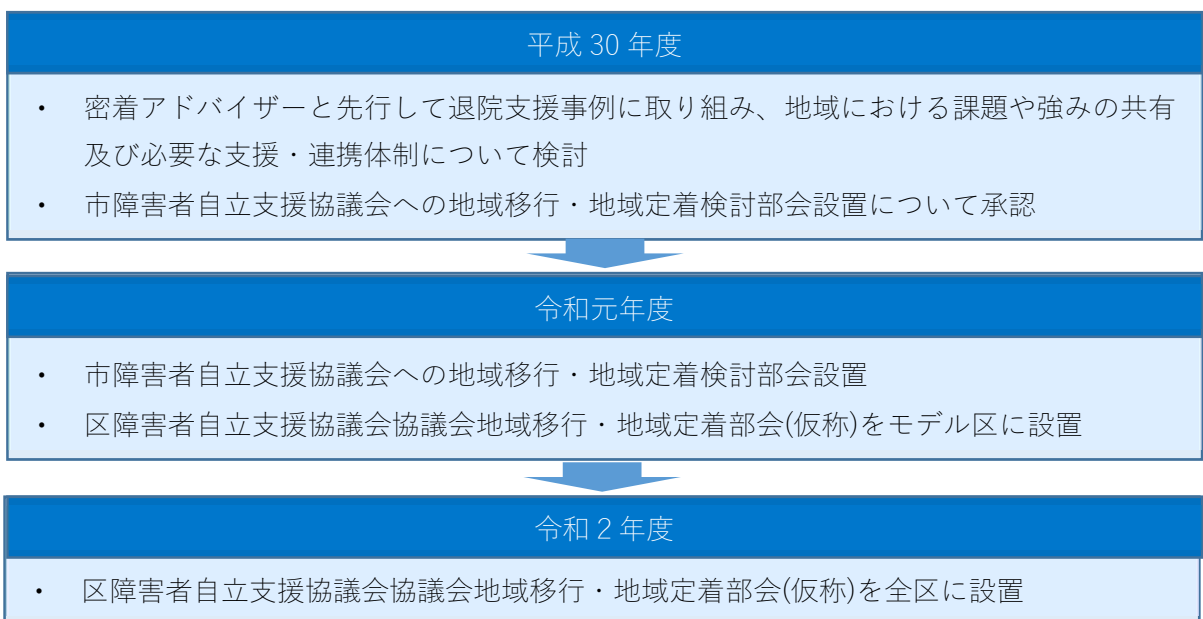 平成 30 年度
・ 密着アドバイザーと先行して退院支援事例に取り組み、地域における課題や強みの共有
及び必要な支援・連携体制について検討
・ 市障害者自立支援協議会への地域移行・地域定着検討部会設置について承認
令和元年度
・ 市障害者自立支援協議会への地域移行・地域定着検討部会設置
・ 区障害者自立支援協議会協議会地域移行・地域定着部会(仮称)をモデル区に設置
令和 2 年度
・ 区障害者自立支援協議会協議会地域移行・地域定着部会(仮称)を全区に設置